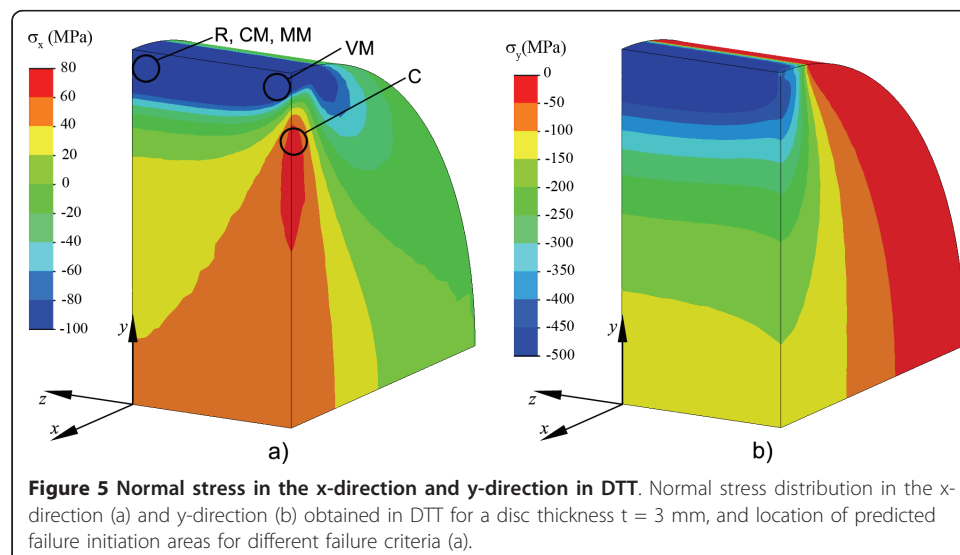 σx (MPa)
80
60
40
20
0
-20
-40
-60
-80
-100
R, CM, MM
VM
C
y
z
x
a)
σy(MPa)
0
-50
-100
-150
-200
-250
-300
-350
-400
-450
-500
y
z
x
b)
Figure 5 Normal stress in the x-direction and y-direction in DTT. Normal stress distribution in the x-
direction (a) and y-direction (b) obtained in DTT for a disc thickness t = 3 mm, and location of predicted
failure initiation areas for different failure criteria (a).